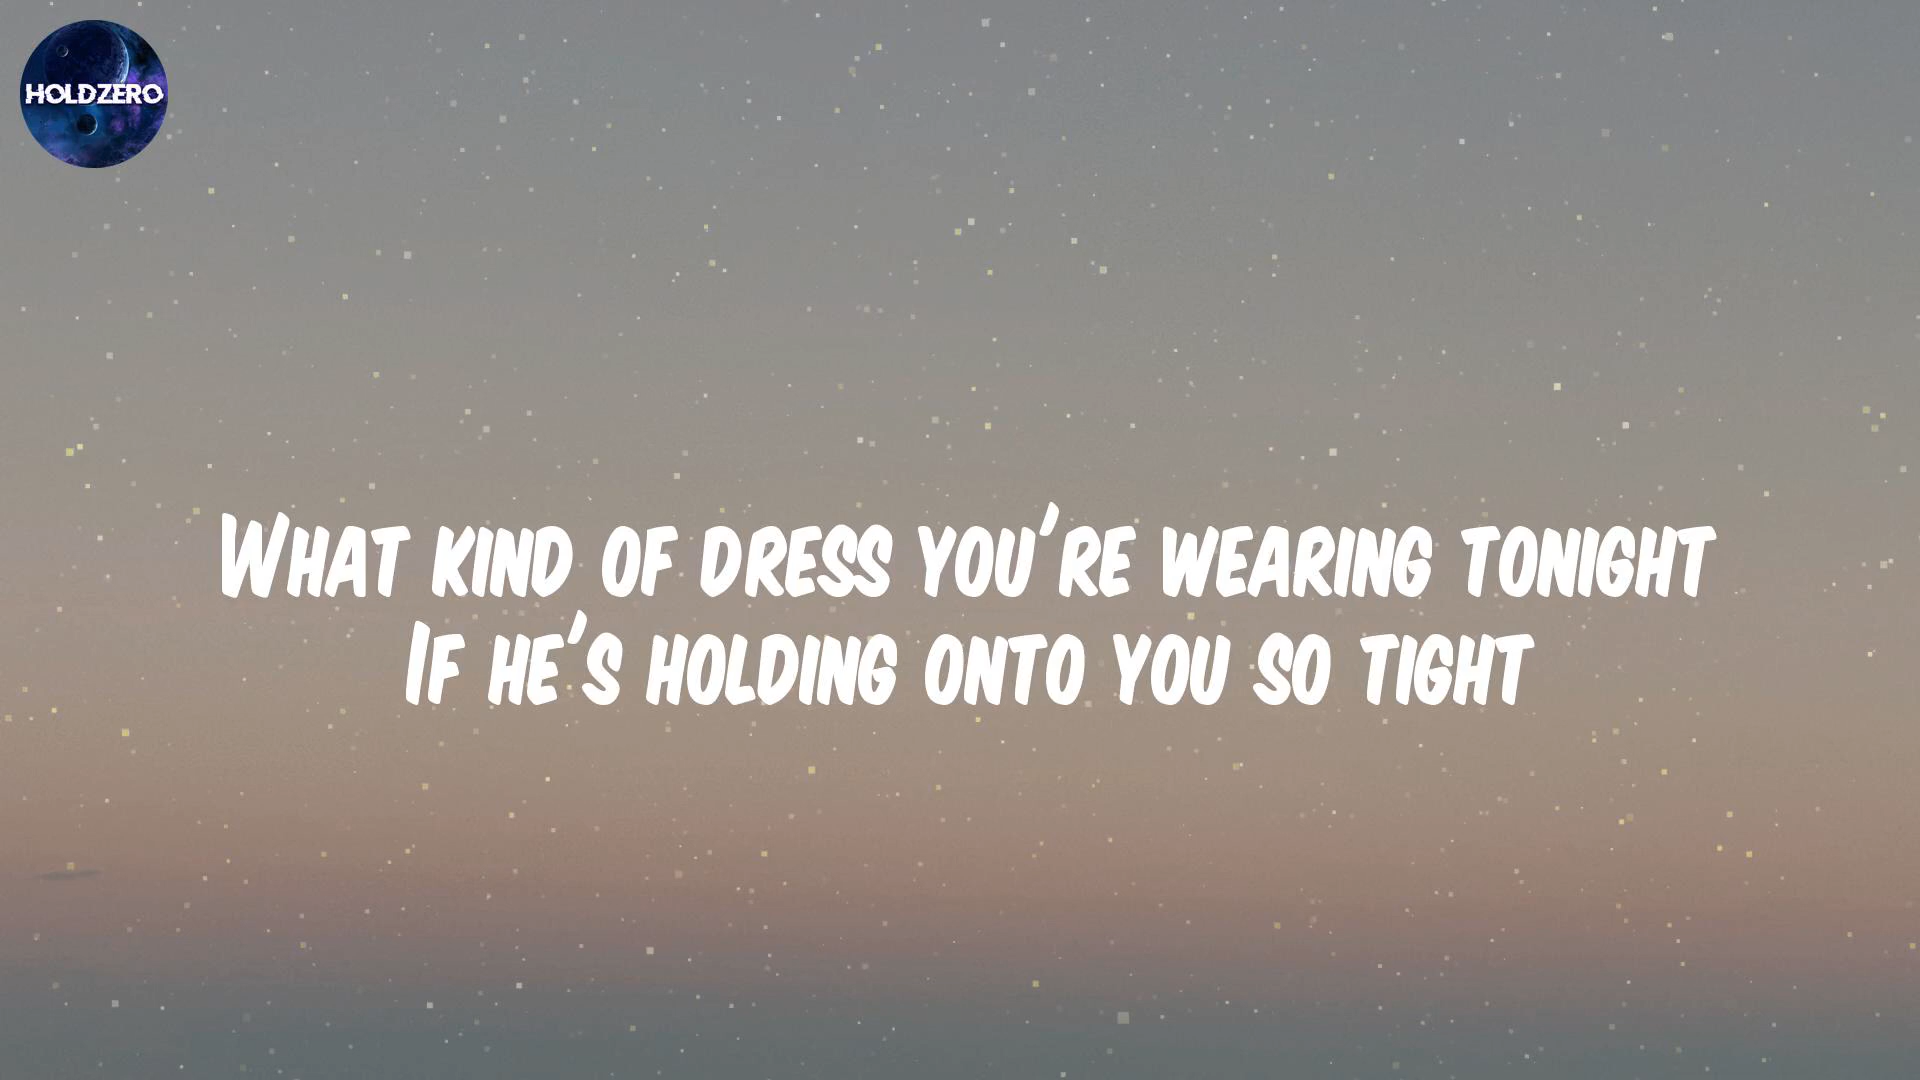 HOLDZERO
What kind of dress you're wearing tonight
If he's holding onto you so tight